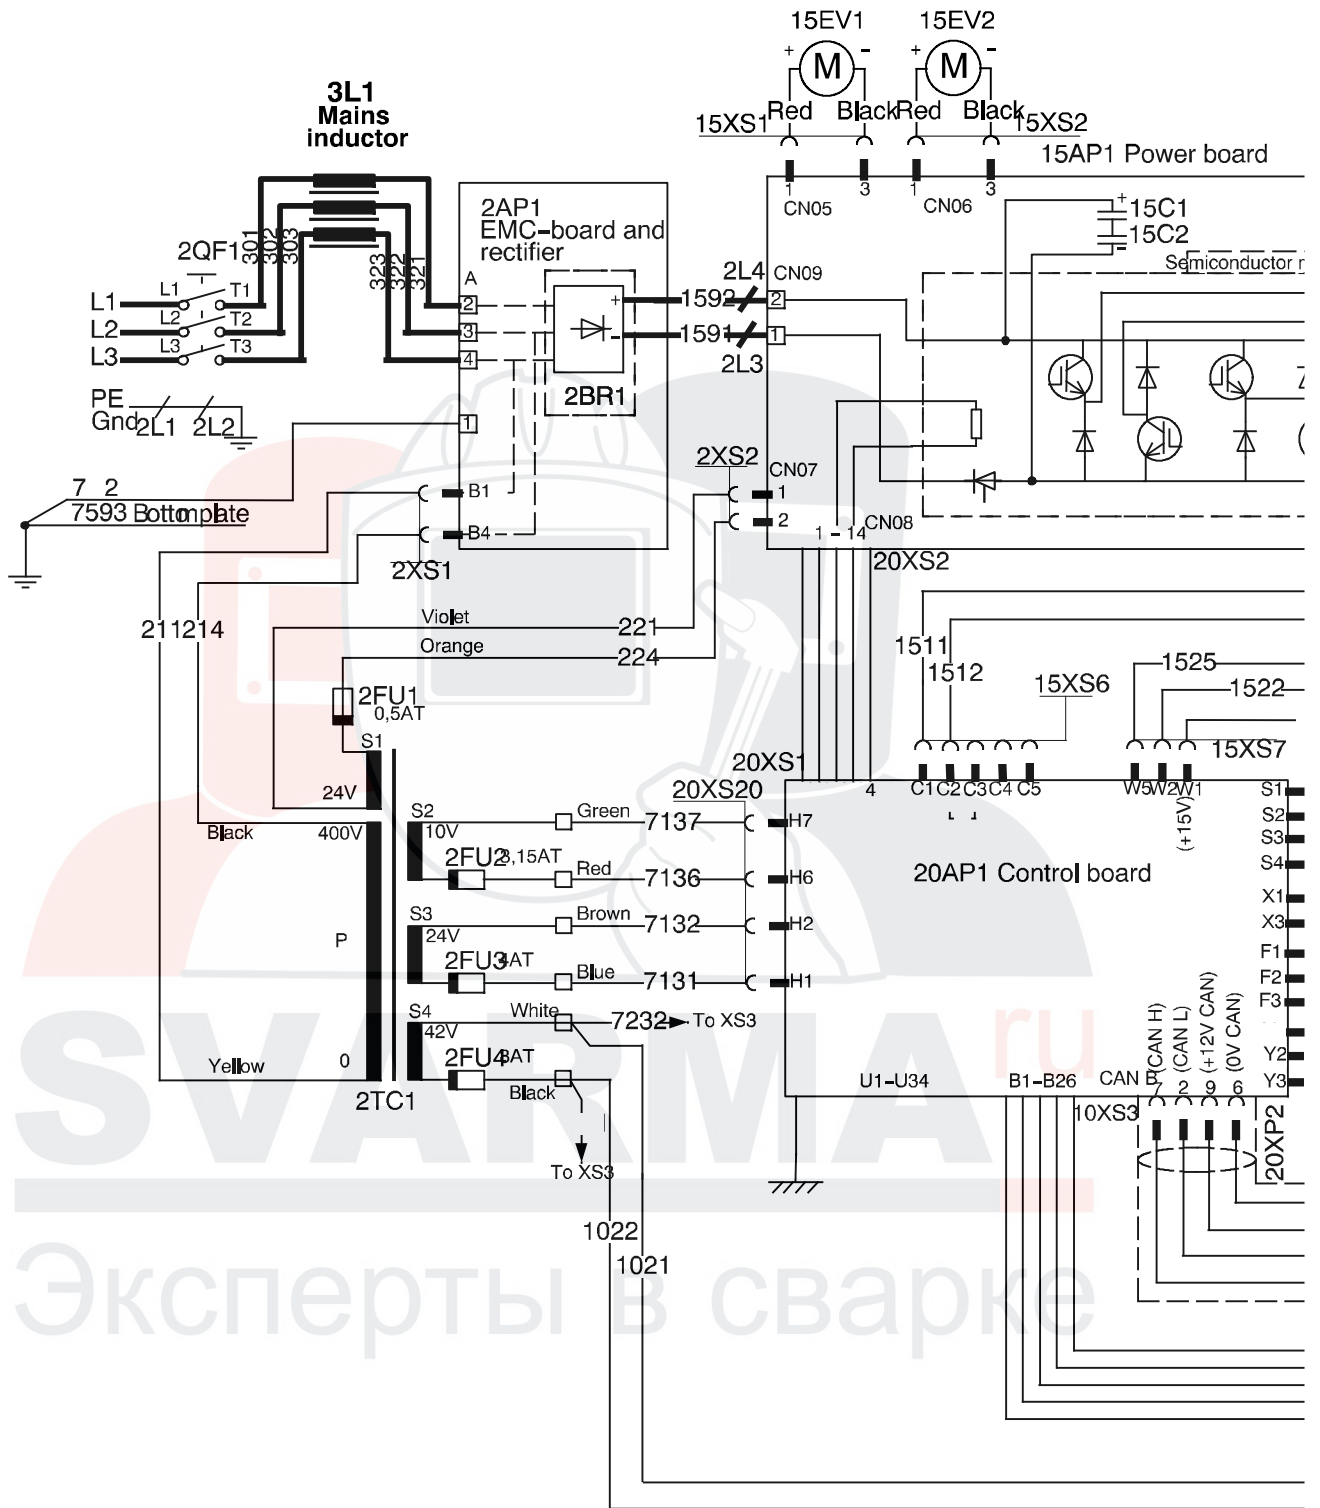 15EV1
15EV2
+ M -
+ M -
Red
Black
Red
Black
15XS1
15XS2
3L1
Mains
inductor
15AP1 Power board
1
3
1
3
CN05
CN06
+
15C1
15C2
-
Semiconductor
2AP1
EMC-board and
rectifier
2QF1
301
302
303
323
322
321
A
2L4
CN09
L1
L1
T1
2
+
1592
2
L2
L2
T2
3
-
1591
1
L3
L3
T3
4
2L3
2BR1
PE
Gnd
2L1
2L2
1
2XS2
CN07
7 2
7593 Bottomplate
B1
1
2
B4
1 - 14
CN08
2XS1
20XS2
211
214
Violet
221
Orange
224
1511
1512
1525
1522
15XS6
2FU1
0,5AT
S1
15XS7
20XS1
20XS20
24V
4
C1
C2
C3
C4
C5
W5
W2
W1
(+15V)
S1
S2
S3
S4
X1
X3
F1
F2
F3
Y2
Y3
Black
400V
S2
10V
Green
7137
H7
2FU2
3,15AT
Red
7136
H6
20AP1 Control board
S3
24V
Brown
7132
H2
P
2FU3
4AT
Blue
7131
H1
S4
42V
White
7232
To XS3
Yellow
0
2FU4
8AT
Black
2TC1
U1-U34
B1-B26
CAN B
(CAN H)
(CAN L)
(+12V CAN)
(0V CAN)
7
2
9
6
10XS3
20XP2
To XS3
1022
1021
SVARMA
ru
Эксперты в сварке